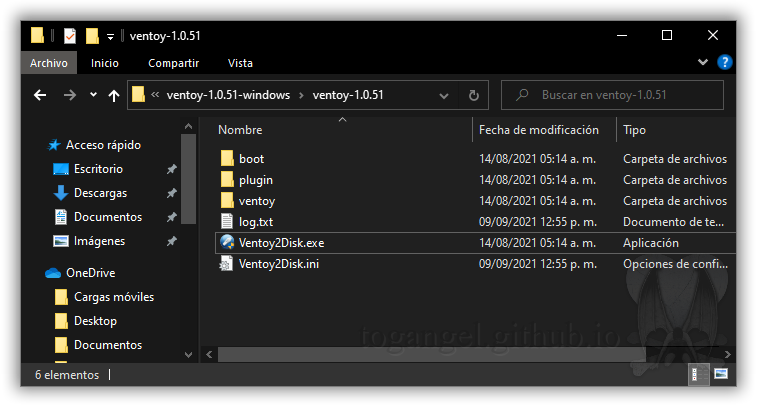 ventoy-1.0.51
Archivo Inicio Compartir Vista
ventoy-1.0.51-windows ventoy-1.0.51 Buscar en ventoy-1.0.51
Nombre Fecha de modificación Tipo
Acceso rápido
Escritorio
Descargas
Documentos
Imágenes
OneDrive
Cargas móviles
Desktop
Documentos
boot 14/08/2021 05:14 a. m. Carpeta de archivos
plugin 14/08/2021 05:14 a. m. Carpeta de archivos
ventoy 14/08/2021 05:14 a. m. Carpeta de archivos
log.txt 09/09/2021 12:55 p. m. Documento de te...
Ventoy2Disk.exe 14/08/2021 05:14 a. m. Aplicación
Ventoy2Disk.ini 09/09/2021 12:55 p. m. Opciones de confi...
togangel.github.io
6 elementos